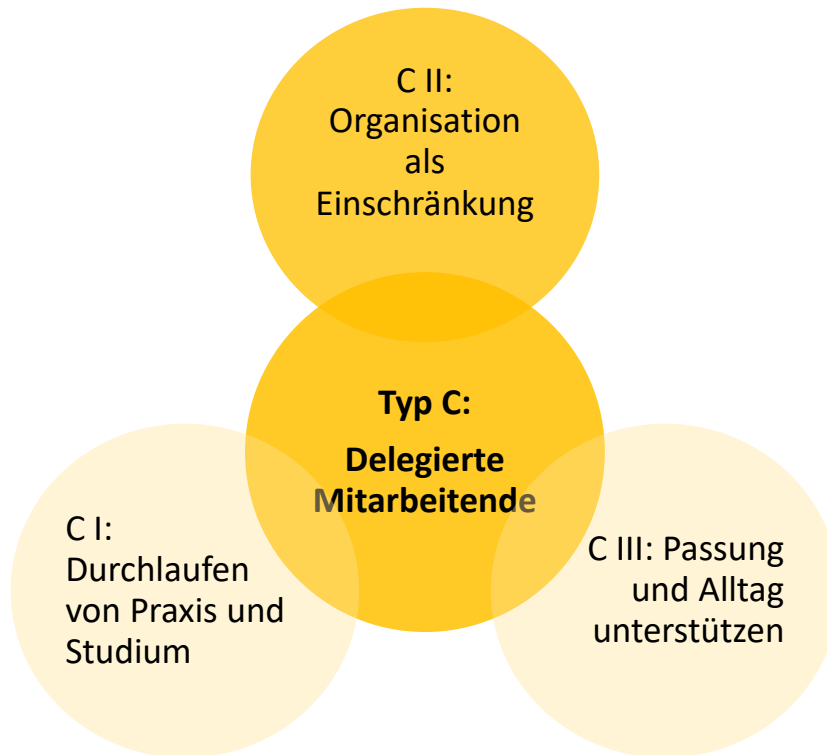 C II:
Organisation
als
Einschränkung
Typ C:
Delegierte
Mitarbeitende
C I:
Durchlaufen
von Praxis und
Studium
C III: Passung
und Alltag
unterstützen